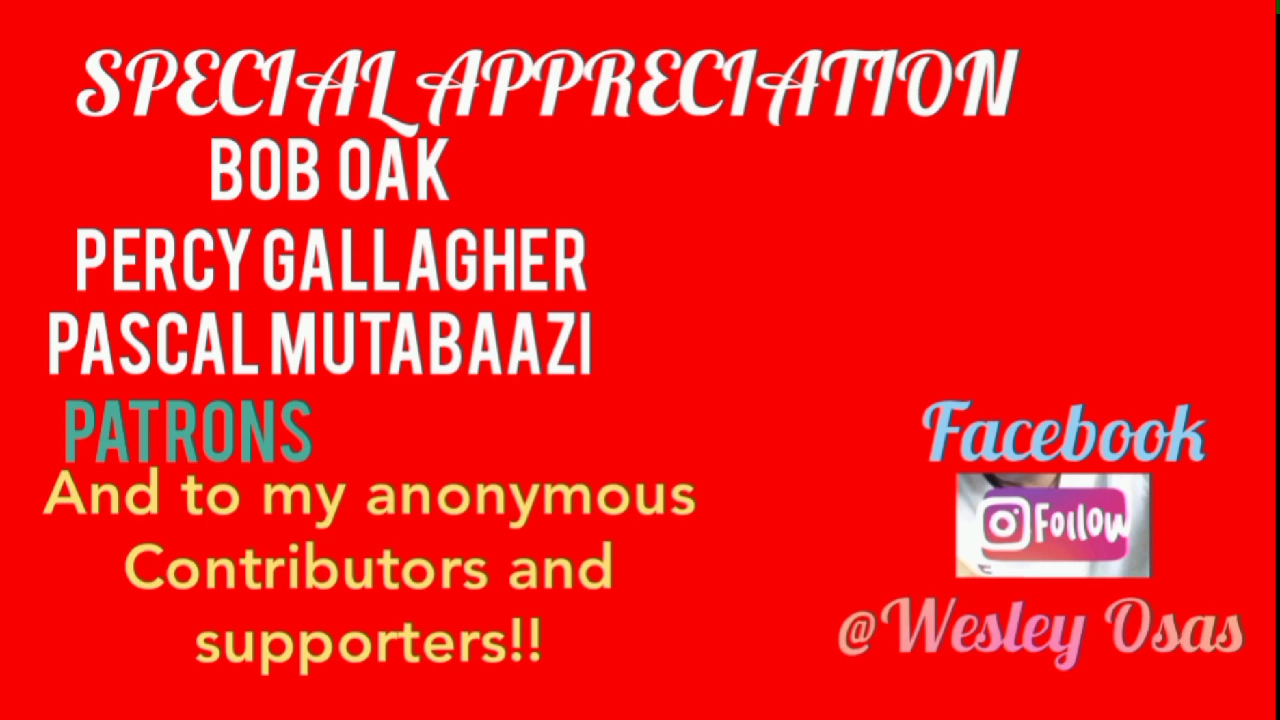 SPECIAL APPRECIATION
BOB OAK
PERCY GALLAGHER
PASCAL MUTABAAZI
PATRONS
And to my anonymous
Contributors and
supporters!!
Facebook
Follow
@Wesley Osas